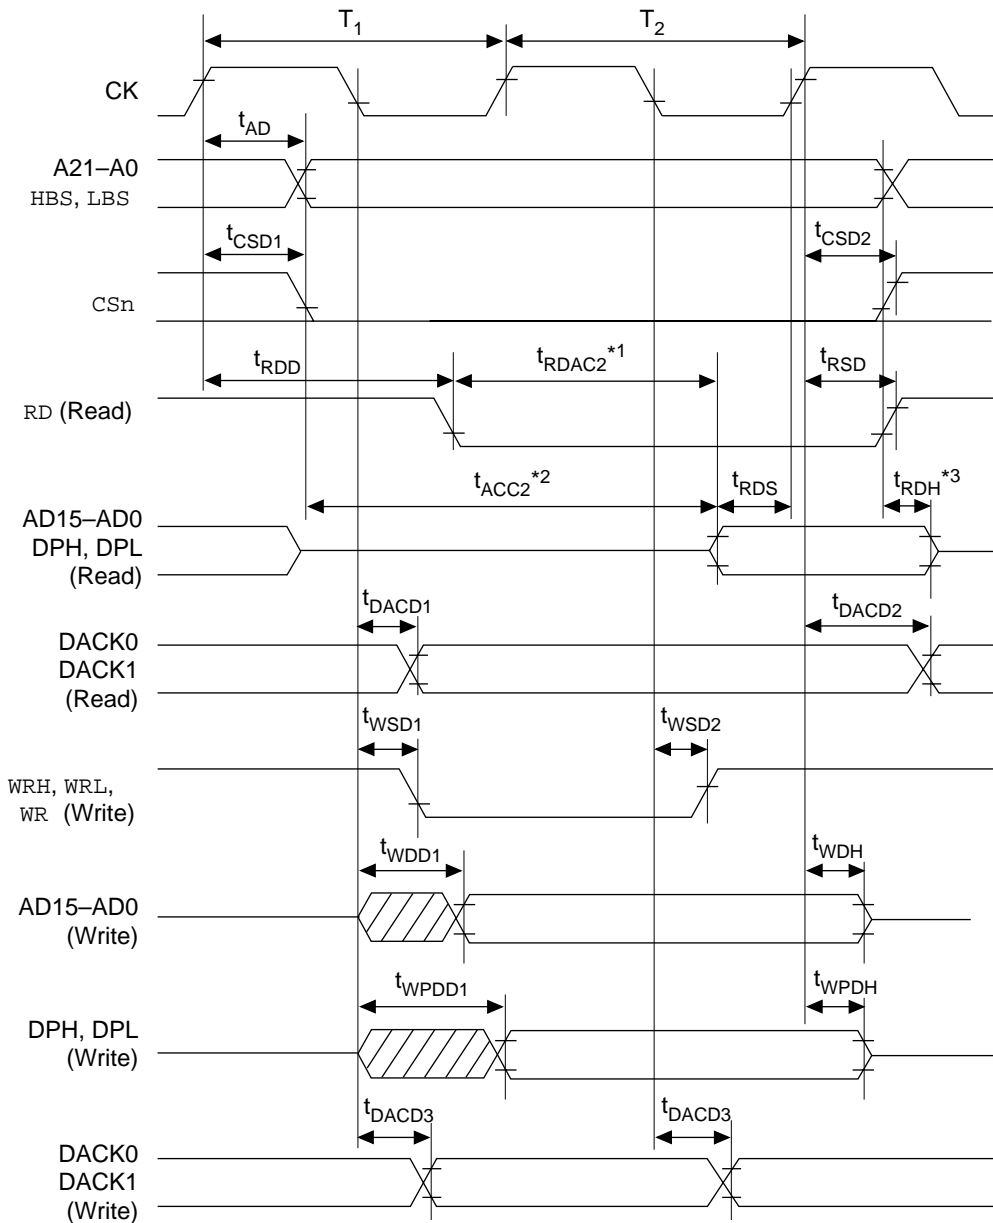 T1 T2
CK
tAD
A21–A0
HBS, LBS
tCSD1 tCSD2
CSn
tRDD tRDAC2*1 tRSD
RD (Read)
tACC2*2 tRDS tRDH*3
AD15–AD0
DPH, DPL
(Read)
tDACD1 tDACD2
DACK0
DACK1
(Read)
tWSD1 tWSD2
WRH, WRL,
WR (Write)
tWDD1 tWDH
AD15–AD0
(Write)
tWPDD1 tWPDH
DPH, DPL
(Write)
tDACD3 tDACD3
DACK0
DACK1
(Write)